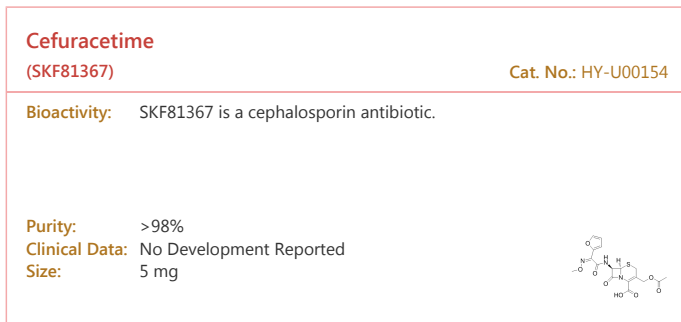 Cefuracetime
(SKF81367)
Cat. No.: HY-U00154
Bioactivity: SKF81367 is a cephalosporin antibiotic.
Purity: >98%
Clinical Data: No Development Reported
Size: 5 mg
O
H
N
H
S
N
O
O
O
N
O
O
HO
O